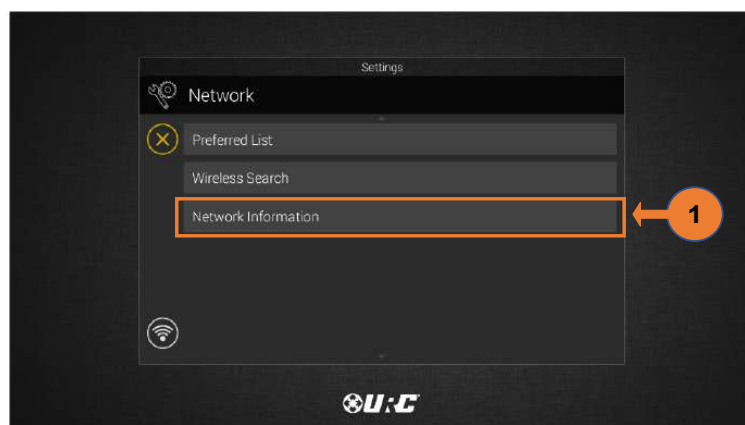 Settings
Network
Preferred List
Wireless Search
Network Information
1
URC